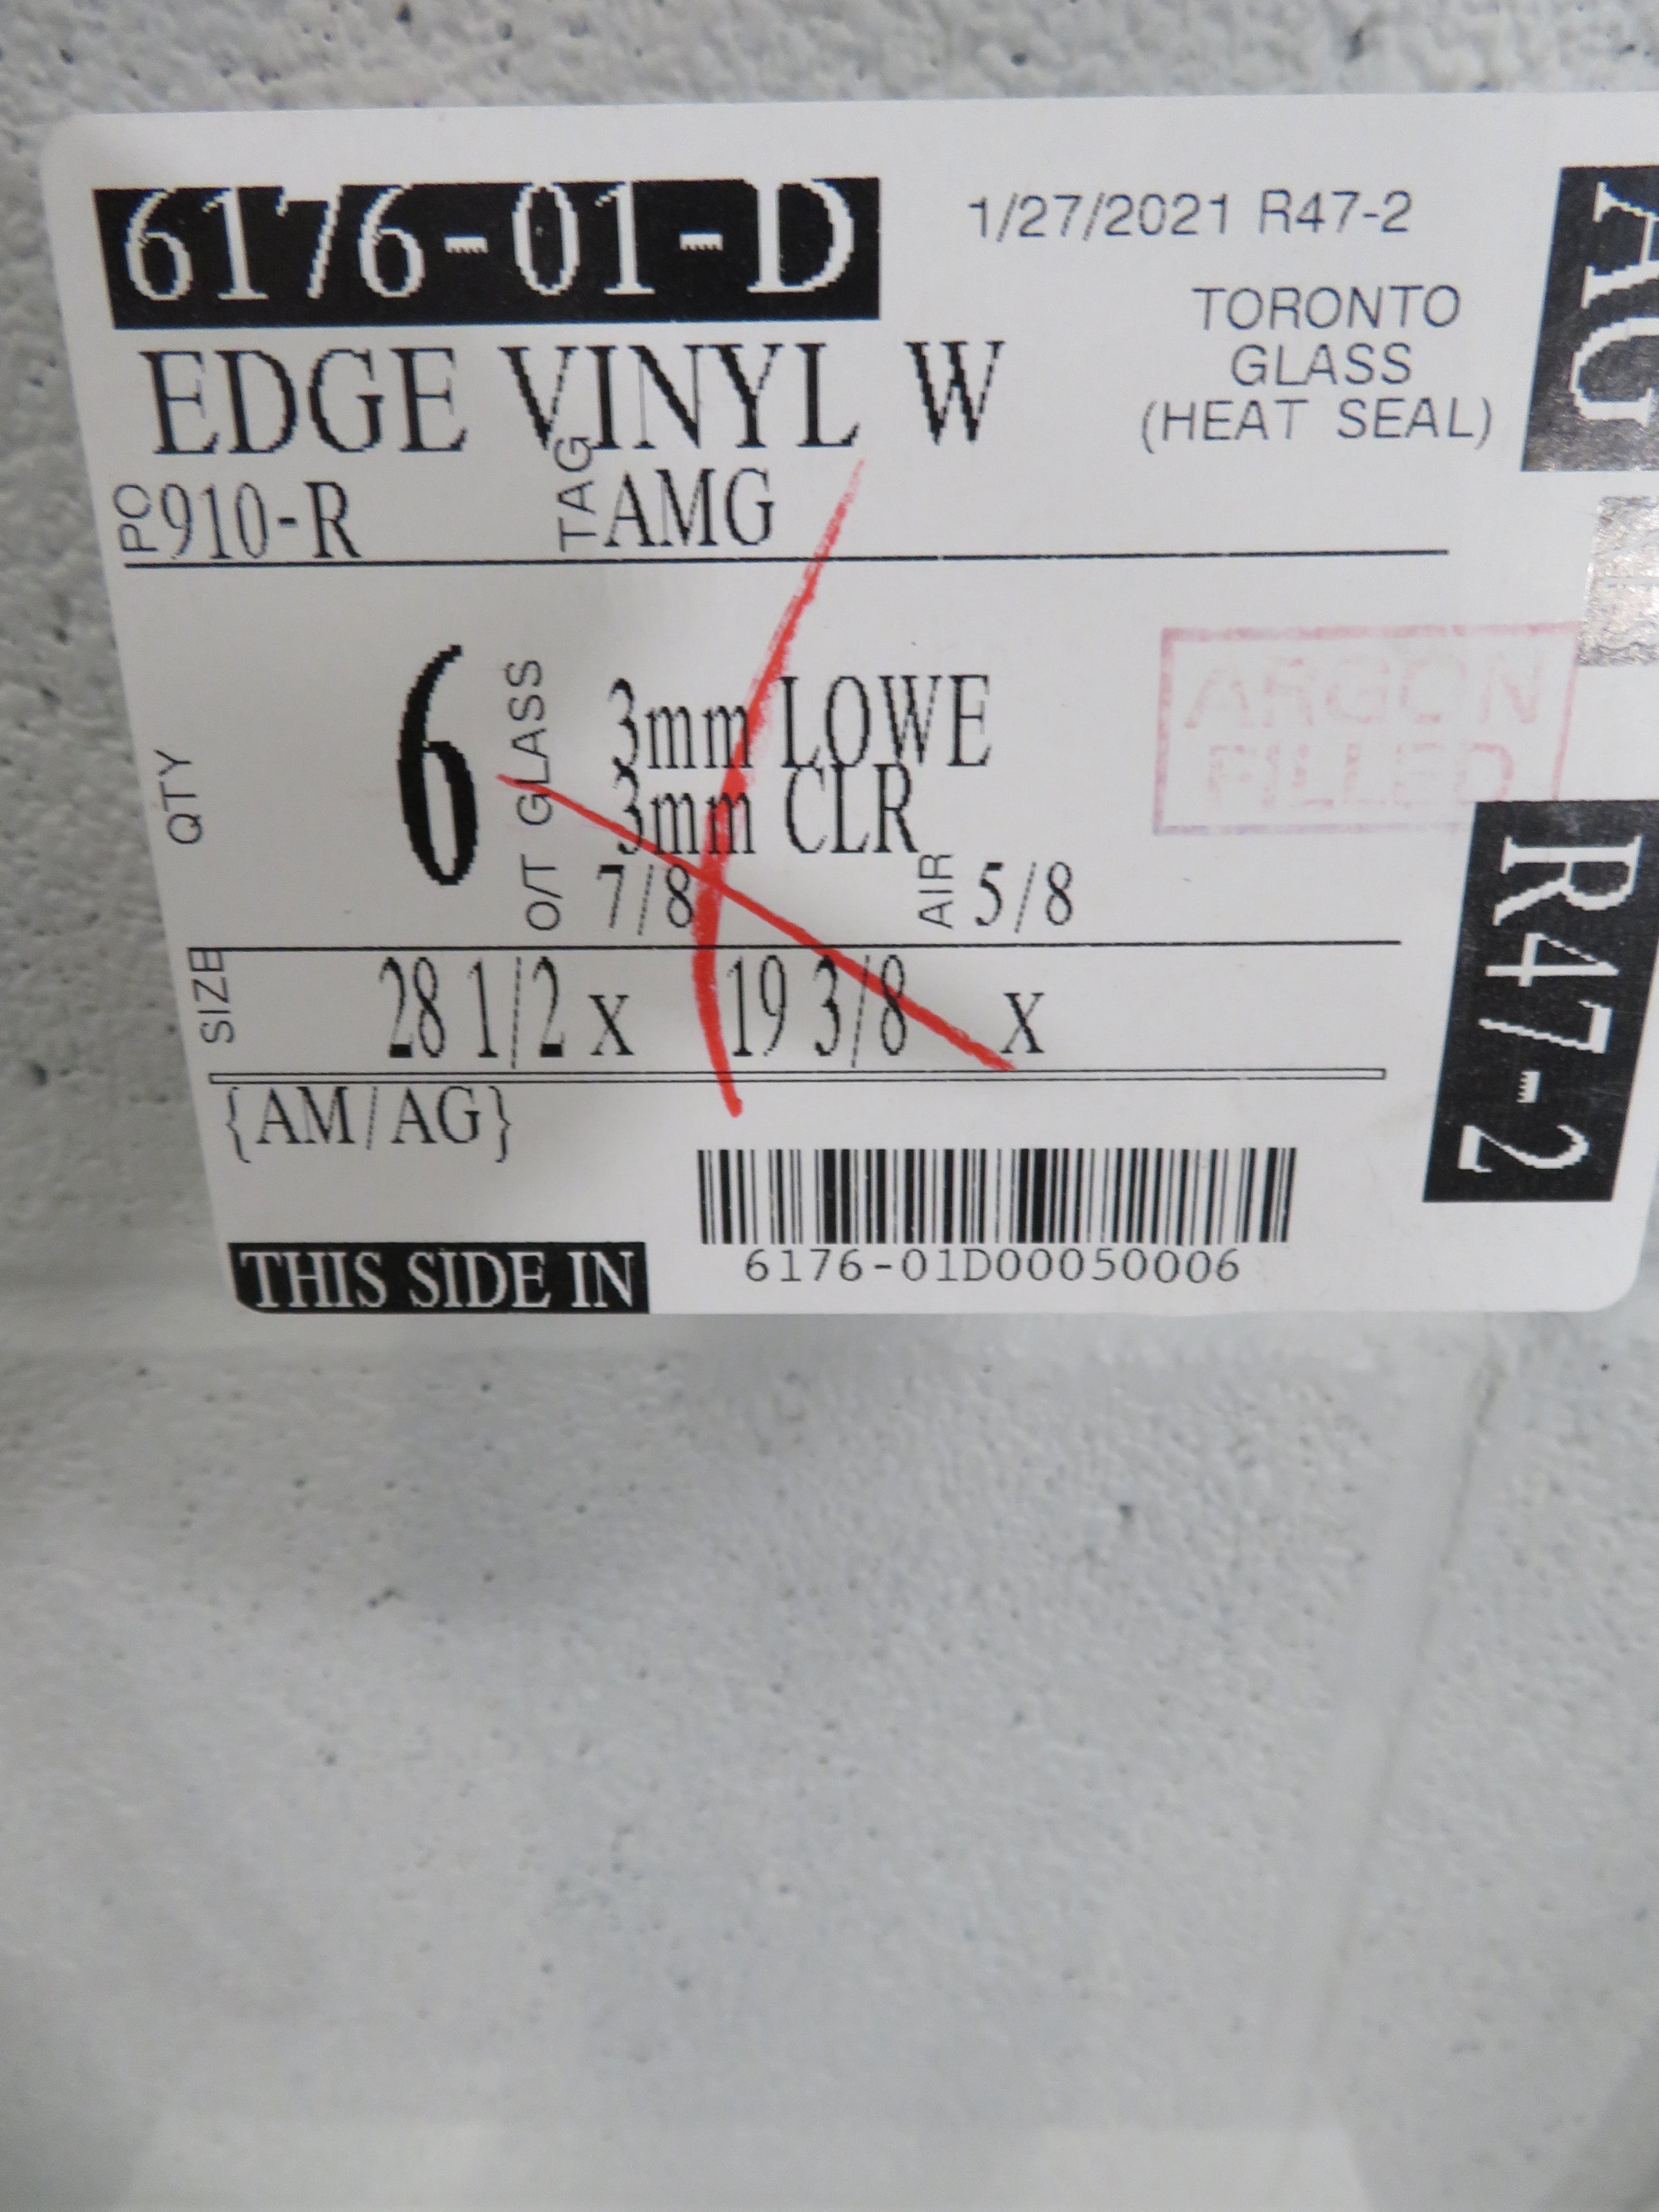 6176-01-D
1/27/2021 R47-2
TORONTO
GLASS
(HEAT SEAL)
AG
EDGE VINYL W
PO 910-R TAG AMG
QTY 6
O/T GLASS
3mm LOWE
3mm CLR
7/8 AIR 5/8
ARGON
FILLED
R47-2
SIZE 28 1/2 x 19 3/8 x
{AM/AG}
6176-01D00050006
THIS SIDE IN